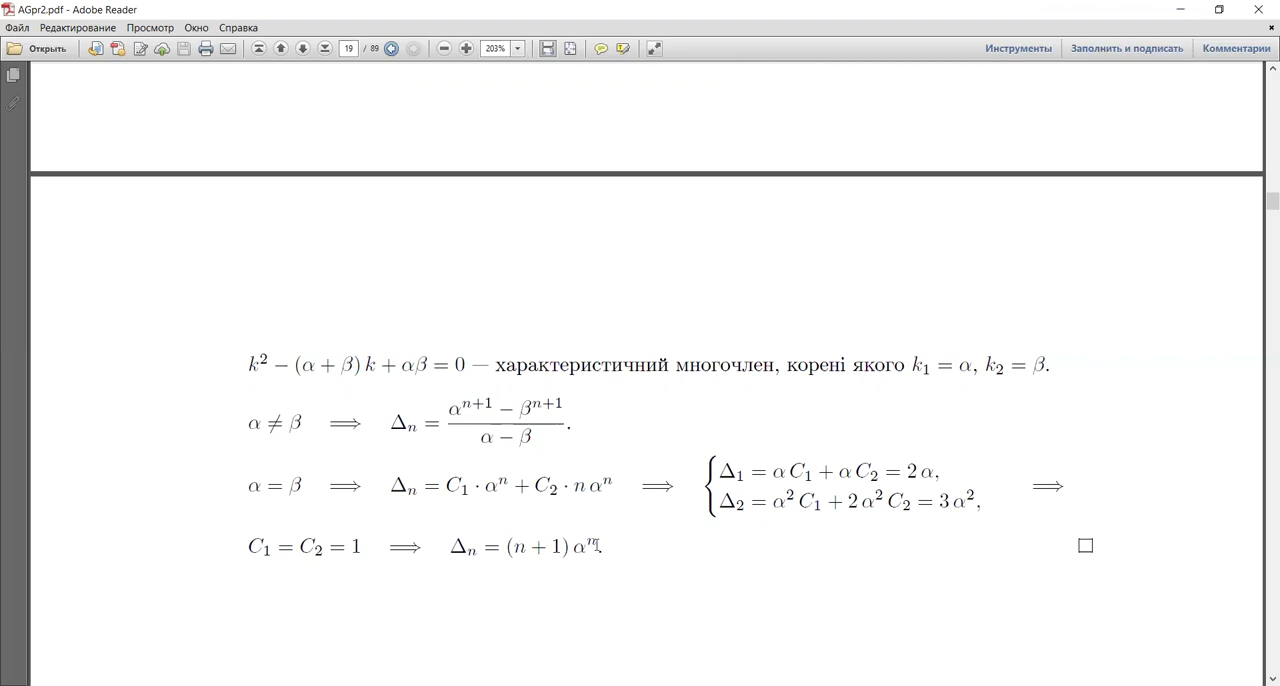 AGpr2.pdf - Adobe Reader
Файл Редактирование Просмотр Окно Справка
Открыть 19 / 89 203% Инструменты Заполнить и подписать Комментарии
k² − (α + β) k + αβ = 0 — характеристичний многочлен, корені якого k₁ = α, k₂ = β.
α ≠ β ⟹ Δₙ = (αⁿ⁺¹ − βⁿ⁺¹)/(α − β).
α = β ⟹ Δₙ = C₁ · αⁿ + C₂ · n αⁿ ⟹ { Δ₁ = α C₁ + α C₂ = 2 α,
Δ₂ = α² C₁ + 2 α² C₂ = 3 α², ⟹
C₁ = C₂ = 1 ⟹ Δₙ = (n + 1) αⁿ. □